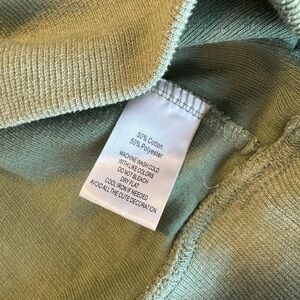 50% Cotton
50% Polyester
MACHINE WASH COLD
WITH LIKE COLORS
DO NOT BLEACH
DRY FLAT
COOL IRON IF NEEDED
AVOID ALL THE CUTE DECORATION